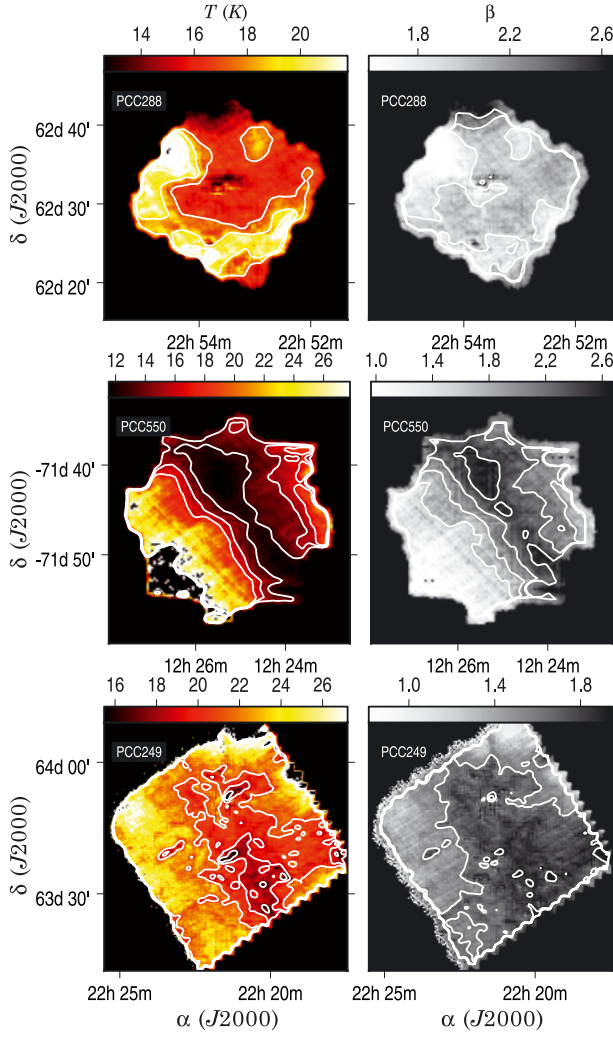 T (K) β
14 16 18 20 1.8 2.2 2.6
PCC288 PCC288
62d 40'
62d 30'
62d 20'
δ (J2000)
22h 54m 22h 52m 22h 54m 22h 52m
12 14 16 18 20 22 24 26 1.0 1.4 1.8 2.2 2.6
PCC550 PCC550
-71d 40'
-71d 50'
δ (J2000)
12h 26m 12h 24m 12h 26m 12h 24m
16 18 20 22 24 26 1.0 1.4 1.8
PCC249 PCC249
64d 00'
63d 30'
δ (J2000)
22h 25m 22h 20m 22h 25m 22h 20m
α (J2000) α (J2000)